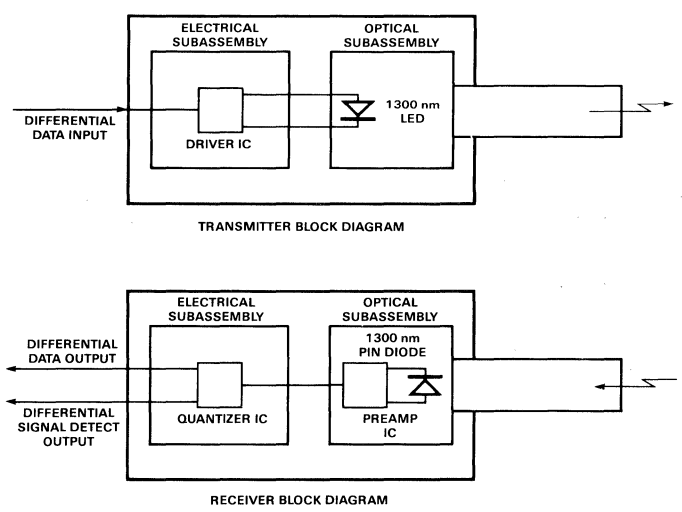 ELECTRICAL
SUBASSEMBLY
OPTICAL
SUBASSEMBLY
1300 nm
LED
DIFFERENTIAL
DATA INPUT
DRIVER IC
TRANSMITTER BLOCK DIAGRAM
ELECTRICAL
SUBASSEMBLY
OPTICAL
SUBASSEMBLY
1300 nm
PIN DIODE
DIFFERENTIAL
DATA OUTPUT
DIFFERENTIAL
SIGNAL DETECT
OUTPUT
QUANTIZER IC
PREAMP
IC
RECEIVER BLOCK DIAGRAM